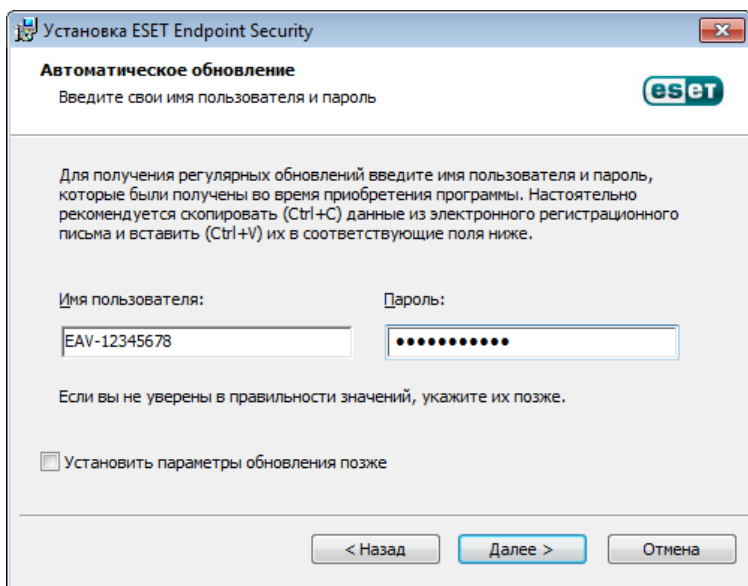 Установка ESET Endpoint Security
Автоматическое обновление
Введите свои имя пользователя и пароль
eset
Для получения регулярных обновлений введите имя пользователя и пароль,
которые были получены во время приобретения программы. Настоятельно
рекомендуется скопировать (Ctrl+C) данные из электронного регистрационного
письма и вставить (Ctrl+V) их в соответствующие поля ниже.
Имя пользователя: Пароль:
EAV-12345678 ●●●●●●●●●●●
Если вы не уверены в правильности значений, укажите их позже.
Установить параметры обновления позже
< Назад Далее > Отмена